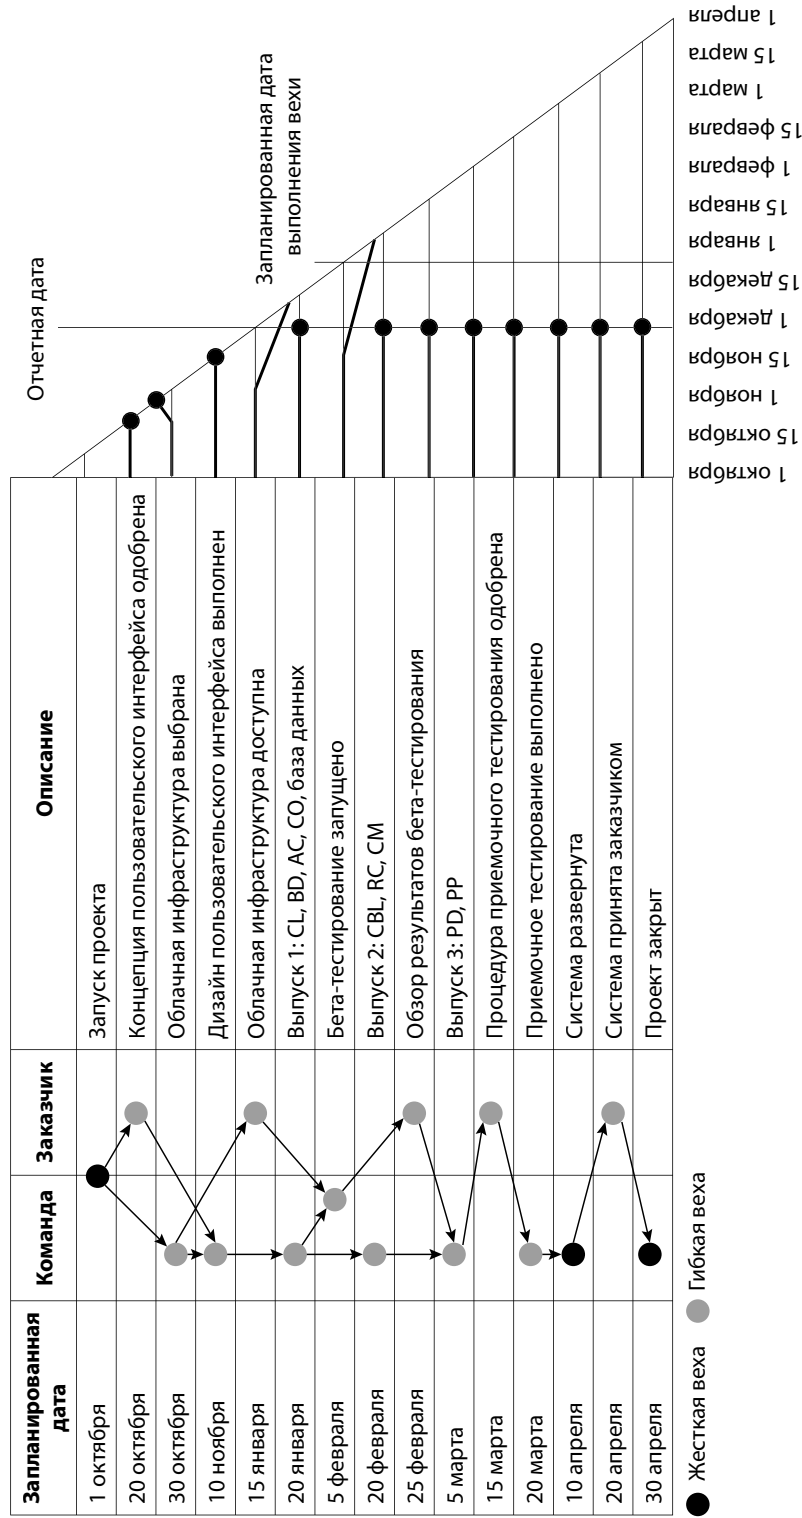 Запланированная
дата
Команда
Заказчик
Описание
1 октября
Запуск проекта
20 октября
Концепция пользовательского интерфейса одобрена
30 октября
Облачная инфраструктура выбрана
10 ноября
Дизайн пользовательского интерфейса выполнен
15 января
Облачная инфраструктура доступна
20 января
Выпуск 1: CL, BD, AC, CO, база данных
5 февраля
Бета-тестирование запущено
20 февраля
Выпуск 2: CBL, RC, CM
25 февраля
Обзор результатов бета-тестирования
5 марта
Выпуск 3: PD, PP
15 марта
Процедура приемочного тестирования одобрена
20 марта
Приемочное тестирование выполнено
10 апреля
Система развернута
20 апреля
Система принята заказчиком
30 апреля
Проект закрыт
Жесткая веха
Гибкая веха
Отчетная дата
Запланированная дата
выполнения вехи
1 октября
15 октября
1 ноября
15 ноября
1 декабря
15 декабря
1 января
15 января
1 февраля
15 февраля
1 марта
15 марта
1 апреля